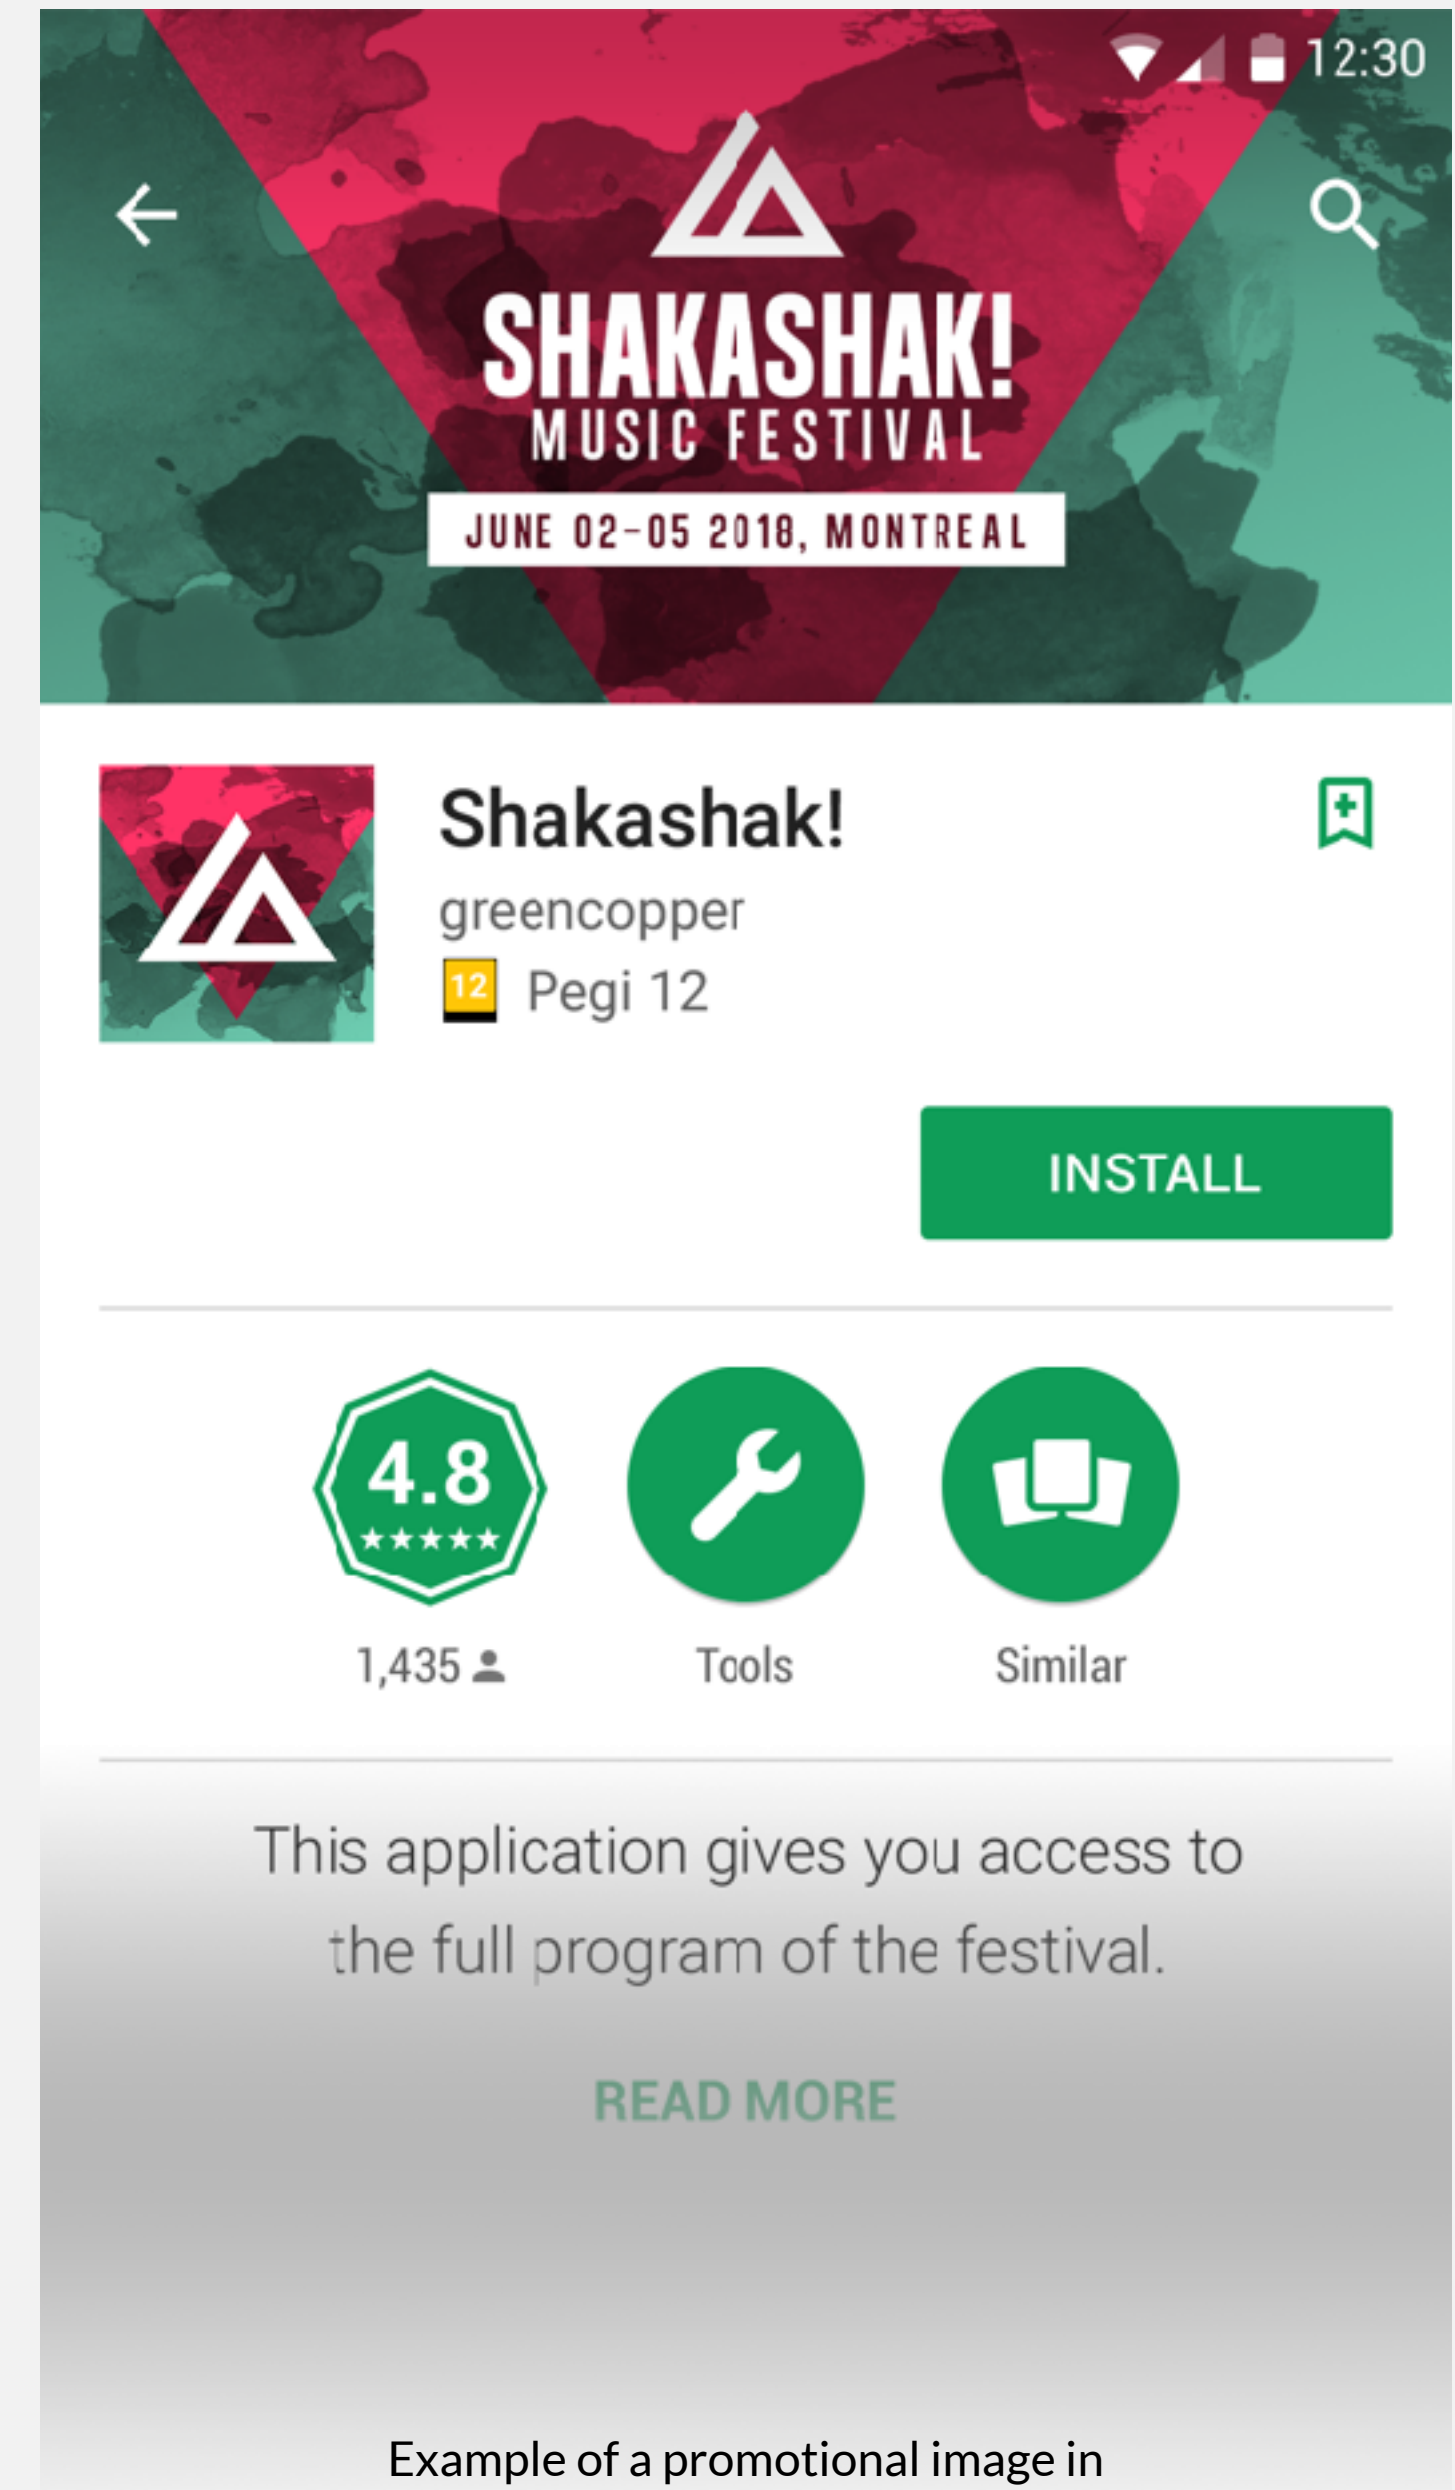 12:30
SHAKASHAK!
MUSIC FESTIVAL
JUNE 02-05 2018, MONTREAL
Shakashak!
greencopper
12 Pegi 12
INSTALL
4.8
1,435 Tools Similar
This application gives you access to
the full program of the festival.
READ MORE
Example of a promotional image in